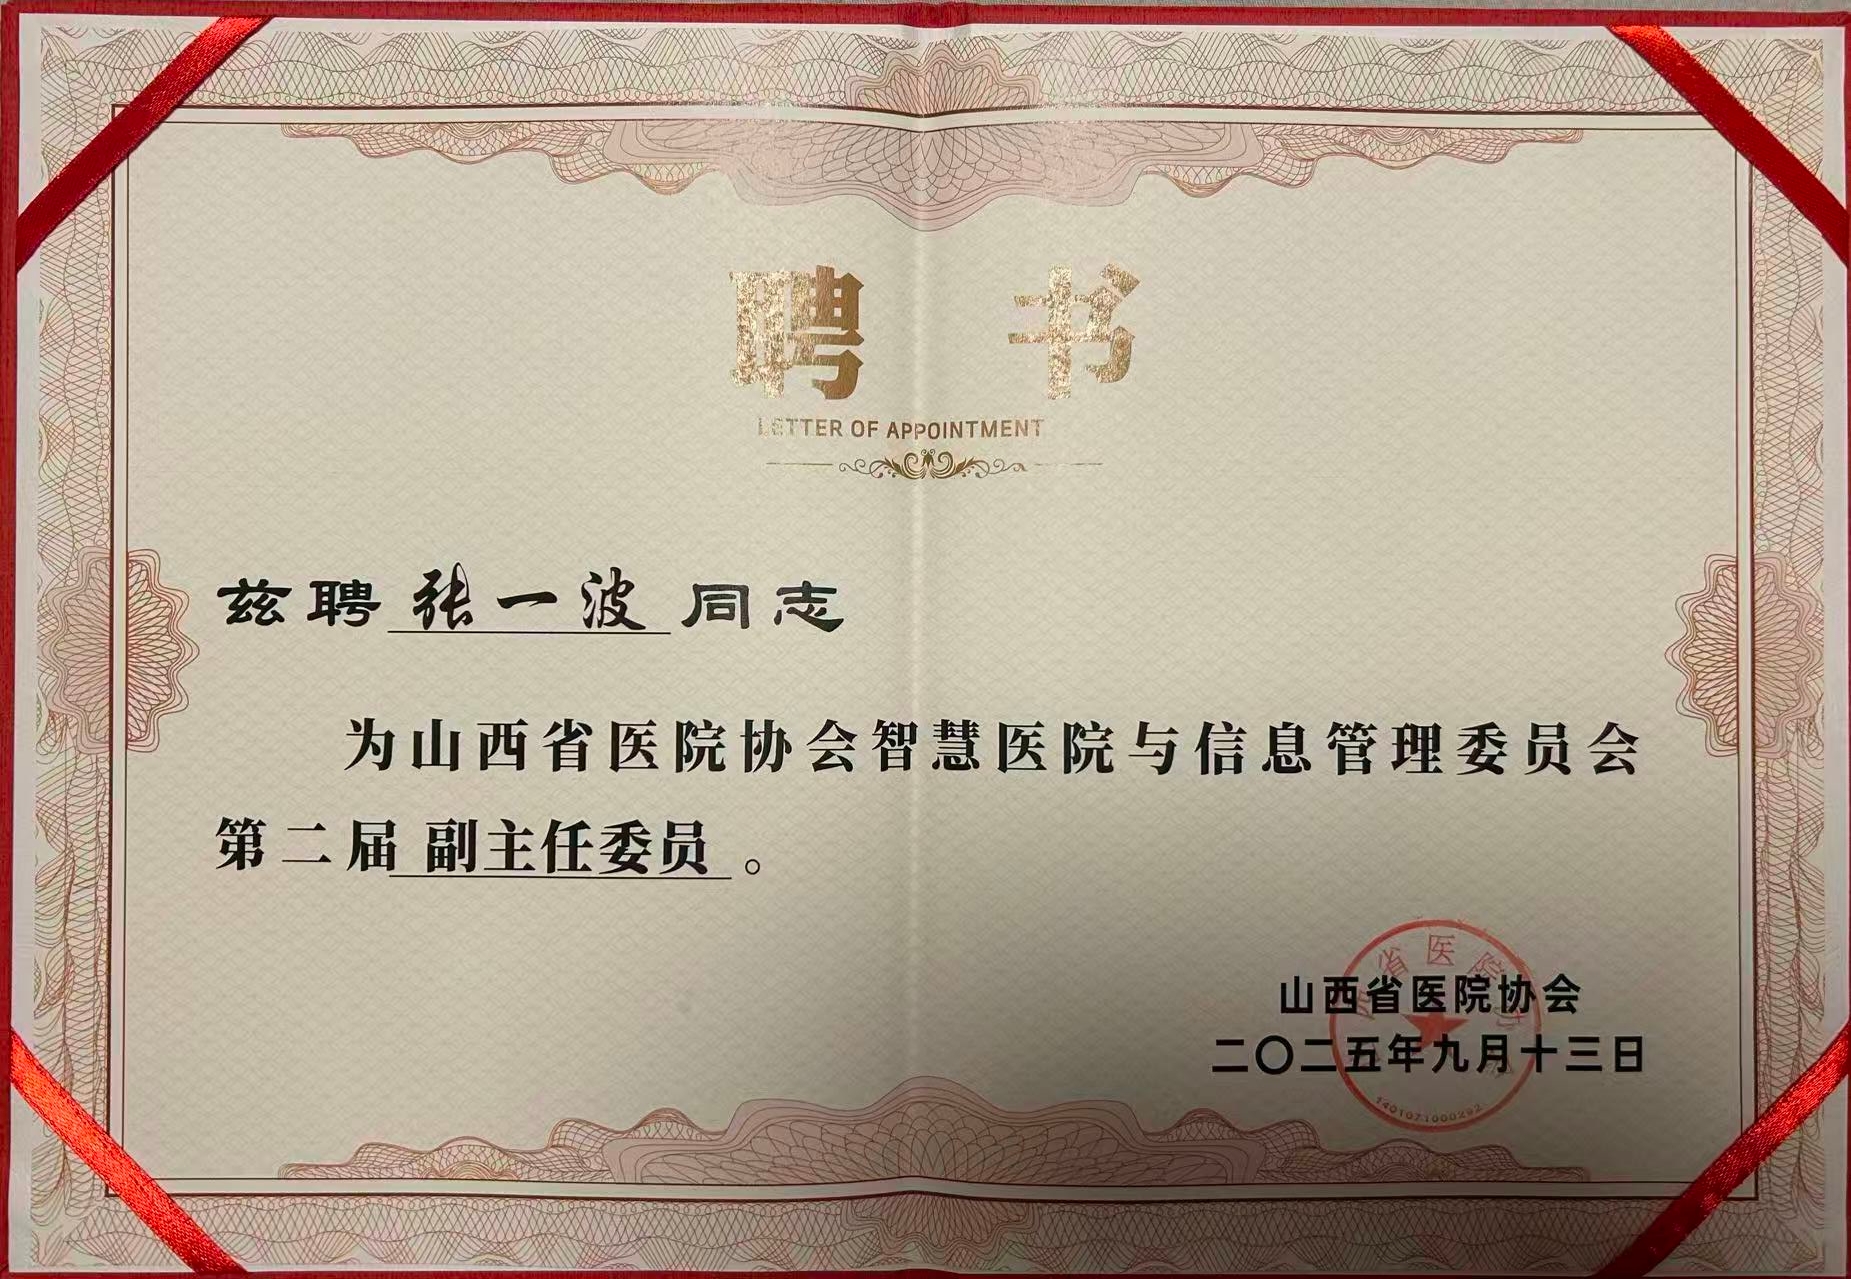 聘 书
LETTER OF APPOINTMENT
兹聘 张一波 同志
为山西省医院协会智慧医院与信息管理委员会
第二届 副主任委员 。
山西省医院协会
二〇二五年九月十三日
1401071000292